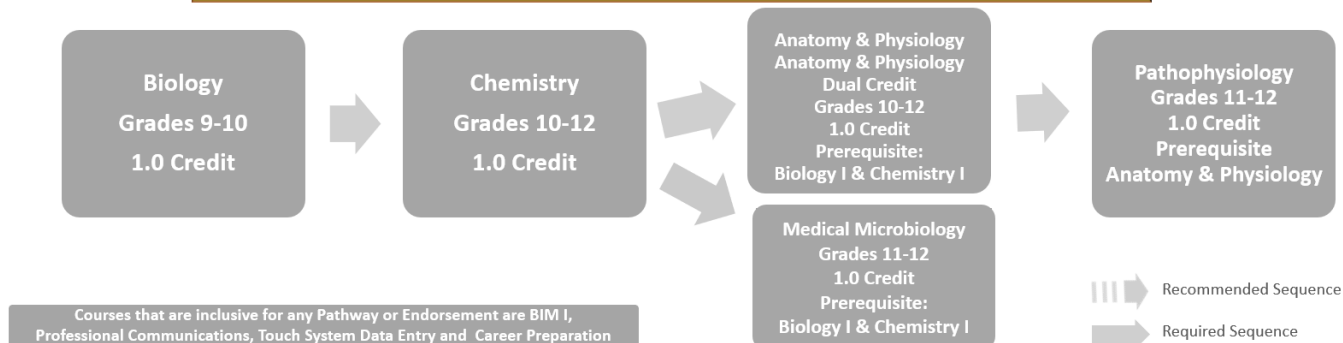 Biology
Grades 9-10
1.0 Credit
Chemistry
Grades 10-12
1.0 Credit
Anatomy & Physiology
Anatomy & Physiology
Dual Credit
Grades 10-12
1.0 Credit
Prerequisite:
Biology I & Chemistry I
Pathophysiology
Grades 11-12
1.0 Credit
Prerequisite
Anatomy & Physiology
Medical Microbiology
Grades 11-12
1.0 Credit
Prerequisite:
Biology I & Chemistry I
Recommended Sequence
Required Sequence
Courses that are inclusive for any Pathway or Endorsement are BIM I,
Professional Communications, Touch System Data Entry and Career Preparation